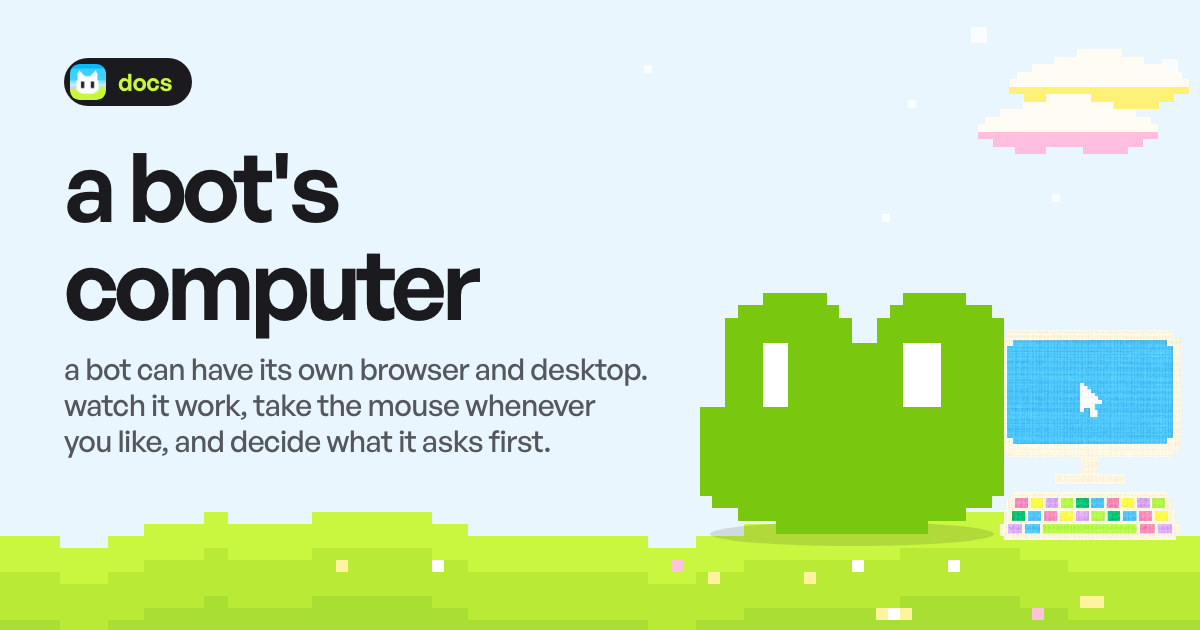 docs
a bot's
computer
a bot can have its own browser and desktop.
watch it work, take the mouse whenever
you like, and decide what it asks first.